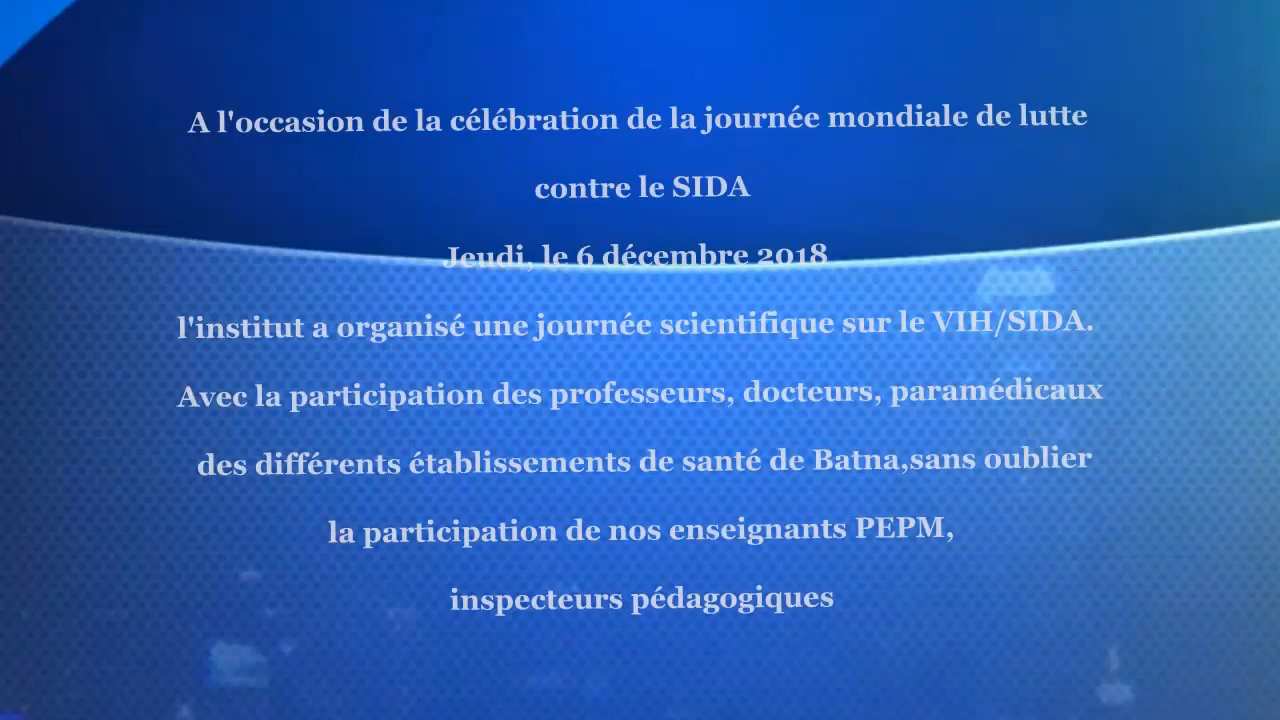 A l'occasion de la célébration de la journée mondiale de lutte
contre le SIDA
Jeudi, le 6 décembre 2018
l'institut a organisé une journée scientifique sur le VIH/SIDA.
Avec la participation des professeurs, docteurs, paramédicaux
des différents établissements de santé de Batna,sans oublier
la participation de nos enseignants PEPM,
inspecteurs pédagogiques